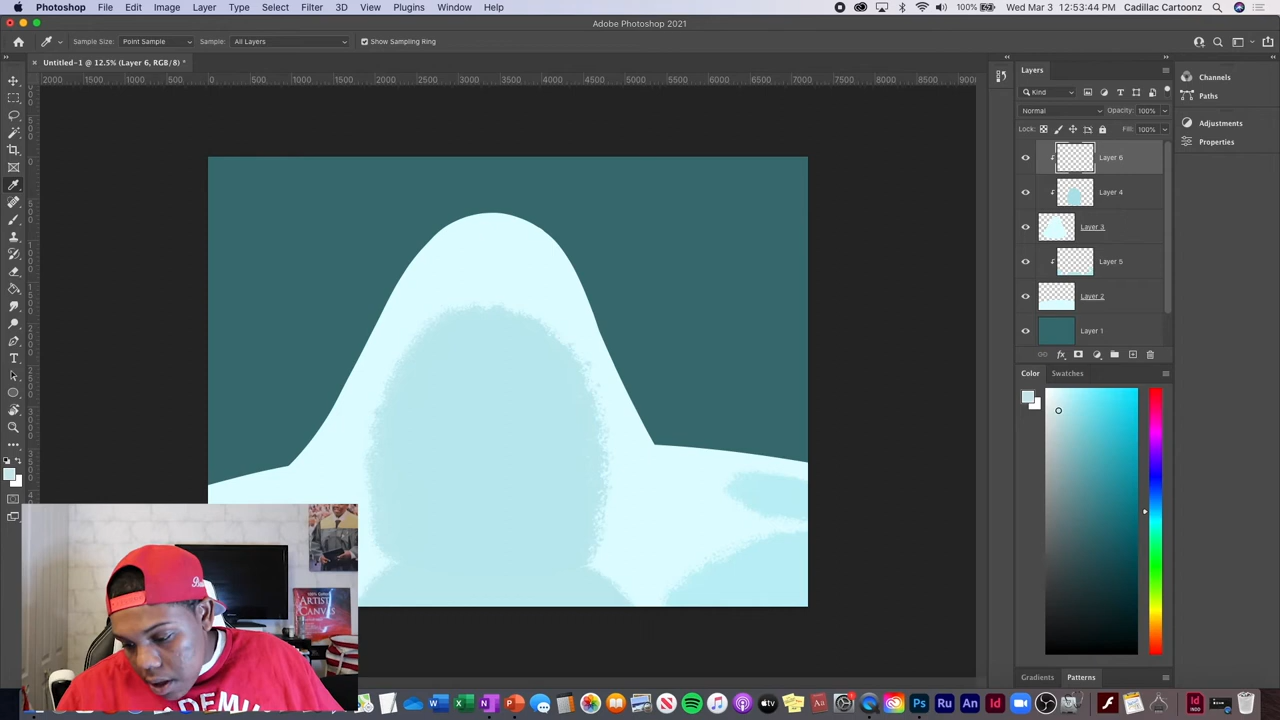 Photoshop File Edit Image Layer Type Select Filter 3D View Plugins Window Help 100% Wed Mar 3 12:53:44 PM Cadillac Cartoonz
Adobe Photoshop 2021
Sample Size: Point Sample Sample: All Layers Show Sampling Ring
Untitled-1 @ 12.5% (Layer 6, RGB/8) *
2000 1500 1000 500 0 500 1000 1500 2000 2500 3000 3500 4000 4500 5000 5500 6000 6500 7000 7500 8000 8500
Layers
Channels
Kind
Paths
Normal Opacity: 100%
Adjustments
Lock: Fill: 100%
Properties
Layer 6
Layer 4
Layer 3
Layer 5
Layer 2
Layer 1
Color Swatches
100% Gallery
ARTIST
CANVAS
Gradients Patterns